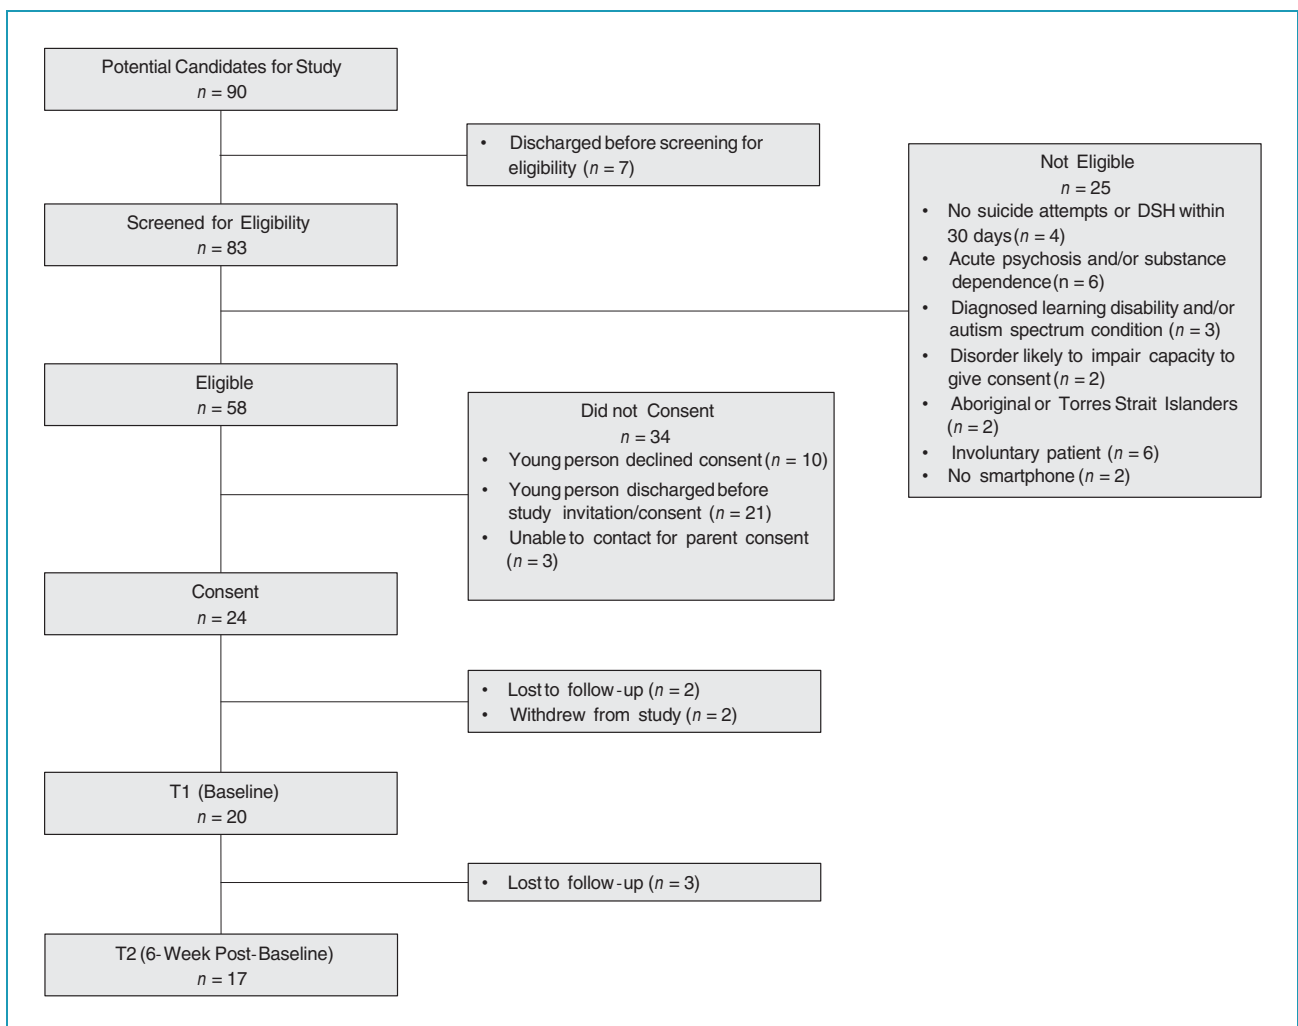 Potential Candidates for Study
n = 90
• Discharged before screening for
eligibility (n = 7)
Screened for Eligibility
n = 83
Not Eligible
n = 25
• No suicide attempts or DSH within
30 days (n = 4)
• Acute psychosis and/or substance
dependence (n = 6)
• Diagnosed learning disability and/or
autism spectrum condition (n = 3)
• Disorder likely to impair capacity to
give consent (n = 2)
• Aboriginal or Torres Strait Islanders
(n = 2)
• Involuntary patient (n = 6)
• No smartphone (n = 2)
Eligible
n = 58
Did not Consent
n = 34
• Young person declined consent (n = 10)
• Young person discharged before
study invitation/consent (n = 21)
• Unable to contact for parent consent
(n = 3)
Consent
n = 24
• Lost to follow-up (n = 2)
• Withdrew from study (n = 2)
T1 (Baseline)
n = 20
• Lost to follow-up (n = 3)
T2 (6-Week Post-Baseline)
n = 17